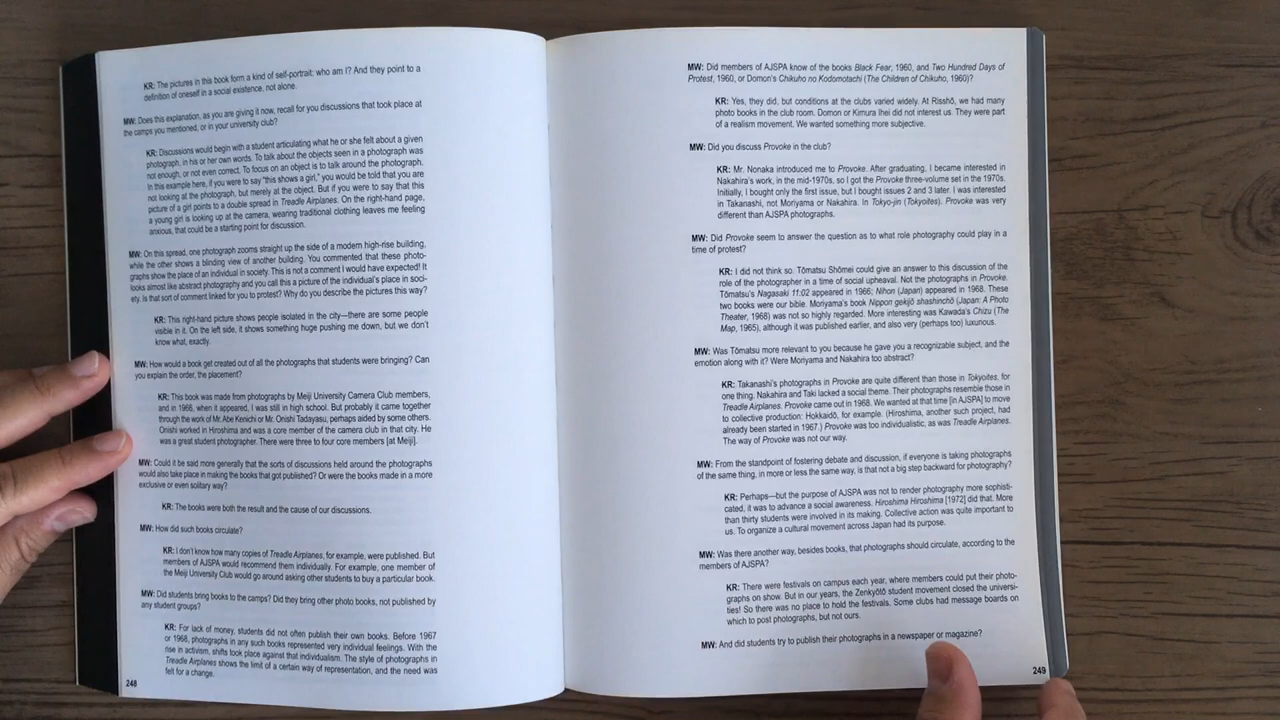 KR: The pictures in this book form a kind of self-portrait: who am I? And they point to a
definition of oneself in a social existence, not alone.
MW: Does this explanation, as you are giving it now, recall for you discussions that took place at
the camps you mentioned, or in your university club?
KR: Discussions would begin with a student articulating what he or she felt about a given
photograph, in his or her own words. To talk about the objects seen in a photograph was
not enough, or not even correct. To focus on an object is to talk around the photograph.
In this example here, if you were to say "this shows a girl," you would be told that you are
not looking at the photograph, but merely at the object. But if you were to say that this
picture of a girl points to a double spread in Treadle Airplanes. On the right-hand page,
a young girl is looking up at the camera, wearing traditional clothing leaves me feeling
anxious, that could be a starting point for discussion.
MW: On this spread, one photograph zooms straight up the side of a modern high-rise building,
while the other shows a blinding view of another building. You commented that these photo-
graphs show the place of an individual in society. This is not a comment I would have expected! It
looks almost like abstract photography and you call this a picture of the individual's place in soci-
ety. Is that sort of comment linked for you to protest? Why do you describe the pictures this way?
KR: This right-hand picture shows people isolated in the city—there are some people
visible in it. On the left side, it shows something huge pushing me down, but we don't
know what, exactly.
MW: How would a book get created out of all the photographs that students were bringing? Can
you explain the order, the placement?
KR: This book was made from photographs by Meiji University Camera Club members,
and in 1966, when it appeared, I was still in high school. But probably it came together
through the work of Mr. Abe Kenichi or Mr. Onishi Tadayasu, perhaps aided by some others.
Onishi worked in Hiroshima and was a core member of the camera club in that city. He
was a great student photographer. There were three to four core members [at Meiji].
MW: Could it be said more generally that the sorts of discussions held around the photographs
would also take place in making the books that got published? Or were the books made in a more
exclusive or even solitary way?
KR: The books were both the result and the cause of our discussions.
MW: How did such books circulate?
KR: I don't know how many copies of Treadle Airplanes, for example, were published. But
members of AJSPA would recommend them individually. For example, one member of
the Meiji University Club would go around asking other students to buy a particular book.
MW: Did students bring books to the camps? Did they bring other photo books, not published by
any student groups?
KR: For lack of money, students did not often publish their own books. Before 1967
or 1968, photographs in any such books represented very individual feelings. With the
rise in activism, shifts took place against that individualism. The style of photographs in
Treadle Airplanes shows the limit of a certain way of representation, and the need was
felt for a change.
248
MW: Did members of AJSPA know of the books Black Fear, 1960, and Two Hundred Days of
Protest, 1960, or Domon's Chikuho no Kodomotachi (The Children of Chikuho, 1960)?
KR: Yes, they did, but conditions at the clubs varied widely. At Risshō, we had many
photo books in the club room. Domon or Kimura Ihei did not interest us. They were part
of a realism movement. We wanted something more subjective.
MW: Did you discuss Provoke in the club?
KR: Mr. Nonaka introduced me to Provoke. After graduating, I became interested in
Nakahira's work, in the mid-1970s, so I got the Provoke three-volume set in the 1970s.
Initially, I bought only the first issue, but I bought issues 2 and 3 later. I was interested
in Takanashi, not Moriyama or Nakahira. In Tokyo-jin (Tokyoites). Provoke was very
different than AJSPA photographs.
MW: Did Provoke seem to answer the question as to what role photography could play in a
time of protest?
KR: I did not think so. Tōmatsu Shōmei could give an answer to this discussion of the
role of the photographer in a time of social upheaval. Not the photographs in Provoke.
Tōmatsu's Nagasaki 11:02 appeared in 1966; Nihon (Japan) appeared in 1968. These
two books were our bible. Moriyama's book Nippon gekijō shashinchō (Japan: A Photo
Theater, 1968) was not so highly regarded. More interesting was Kawada's Chizu (The
Map, 1965), although it was published earlier, and also very (perhaps too) luxurious.
MW: Was Tōmatsu more relevant to you because he gave you a recognizable subject, and the
emotion along with it? Were Moriyama and Nakahira too abstract?
KR: Takanashi's photographs in Provoke are quite different than those in Tokyoites, for
one thing. Nakahira and Taki lacked a social theme. Their photographs resemble those in
Treadle Airplanes. Provoke came out in 1968. We wanted at that time [in AJSPA] to move
to collective production: Hokkaidō, for example. (Hiroshima, another such project, had
already been started in 1967.) Provoke was too individualistic, as was Treadle Airplanes.
The way of Provoke was not our way.
MW: From the standpoint of fostering debate and discussion, if everyone is taking photographs
of the same thing, in more or less the same way, is that not a big step backward for photography?
KR: Perhaps—but the purpose of AJSPA was not to render photography more sophisti-
cated, it was to advance a social awareness. Hiroshima Hiroshima [1972] did that. More
than thirty students were involved in its making. Collective action was quite important to
us. To organize a cultural movement across Japan had its purpose.
MW: Was there another way, besides books, that photographs should circulate, according to the
members of AJSPA?
KR: There were festivals on campus each year, where members could put their photo-
graphs on show. But in our years, the Zenkyōtō student movement closed the universi-
ties! So there was no place to hold the festivals. Some clubs had message boards on
which to post photographs, but not ours.
MW: And did students try to publish their photographs in a newspaper or magazine?
249